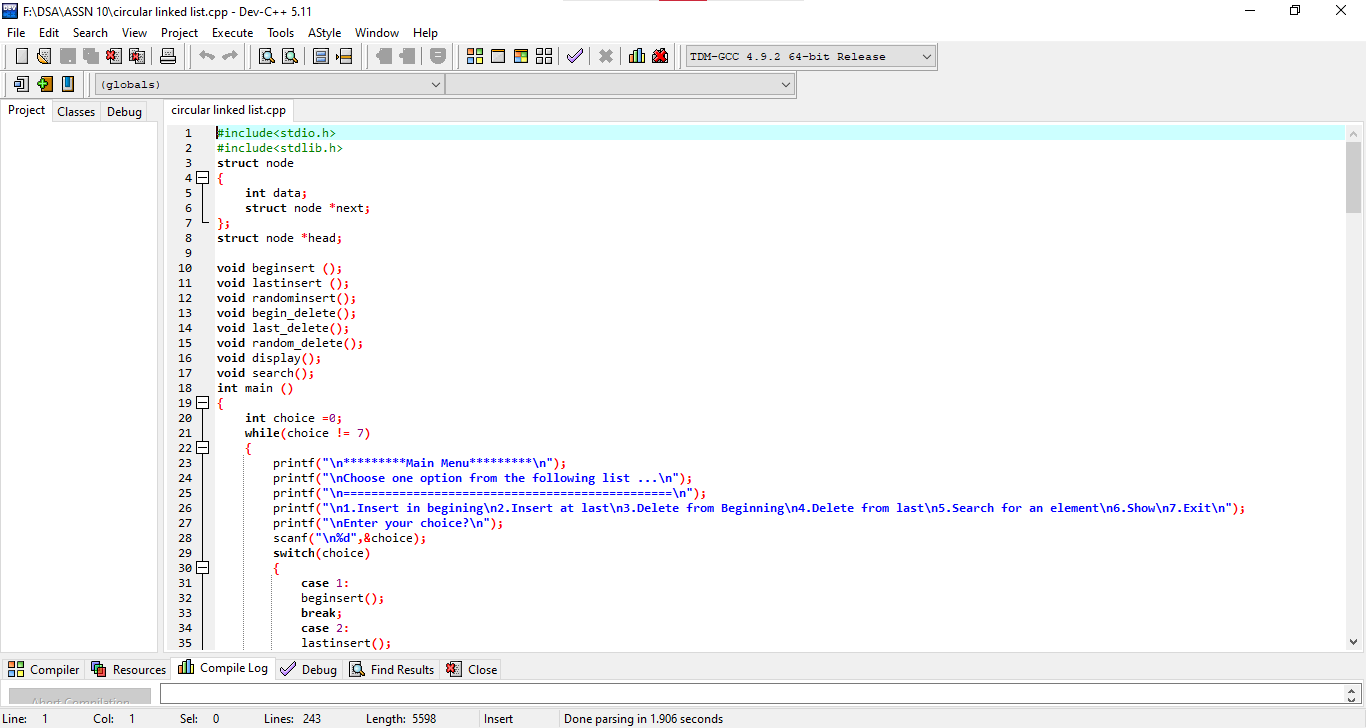 F:\DSA\ASSN 10\circular linked list.cpp - Dev-C++ 5.11
File Edit Search View Project Execute Tools AStyle Window Help
TDM-GCC 4.9.2 64-bit Release
(globals)
Project Classes Debug circular linked list.cpp
1 #include<stdio.h>
2 #include<stdlib.h>
3 struct node
4 {
5 int data;
6 struct node *next;
7 };
8 struct node *head;
9
10 void beginsert ();
11 void lastinsert ();
12 void randominsert();
13 void begin_delete();
14 void last_delete();
15 void random_delete();
16 void display();
17 void search();
18 int main ()
19 {
20 int choice =0;
21 while(choice != 7)
22 {
23 printf("\n*********Main Menu*********\n");
24 printf("\nChoose one option from the following list ...\n");
25 printf("\n===============================================\n");
26 printf("\n1.Insert in begining\n2.Insert at last\n3.Delete from Beginning\n4.Delete from last\n5.Search for an element\n6.Show\n7.Exit\n");
27 printf("\nEnter your choice?\n");
28 scanf("\n%d",&choice);
29 switch(choice)
30 {
31 case 1:
32 beginsert();
33 break;
34 case 2:
35 lastinsert();
Compiler Resources Compile Log Debug Find Results Close
Abort Compilation
Line: 1 Col: 1 Sel: 0 Lines: 243 Length: 5598 Insert Done parsing in 1.906 seconds